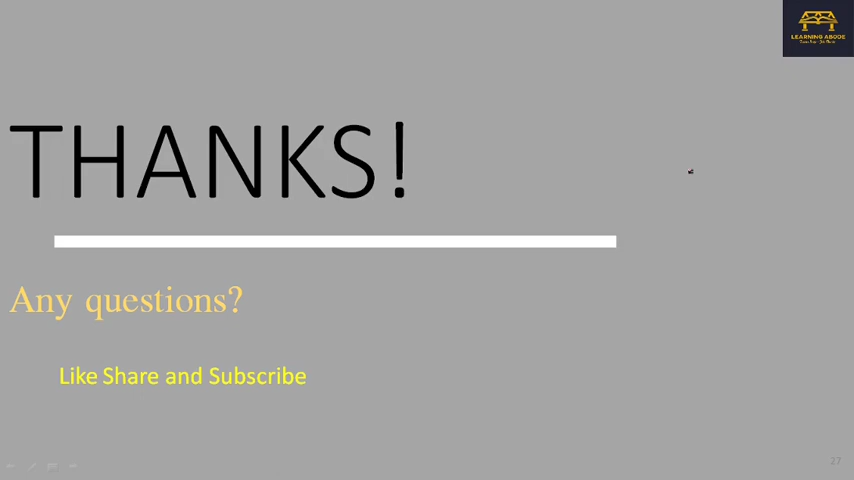 LEARNING ABODE
THANKS!
Any questions?
Like Share and Subscribe
27